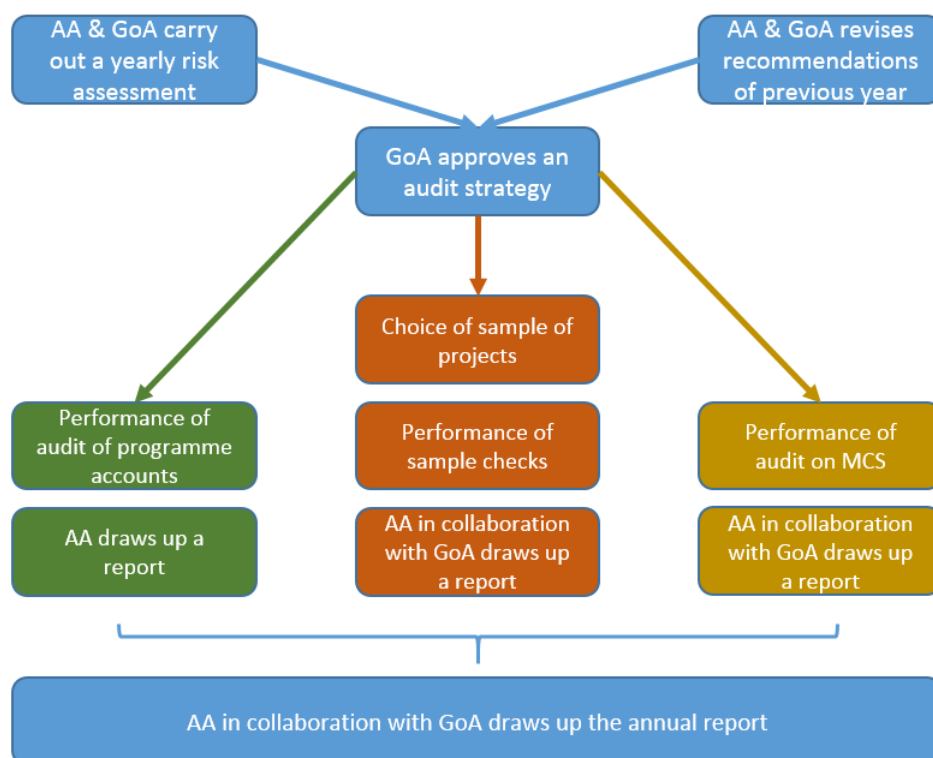 AA & GoA carry
out a yearly risk
assessment
AA & GoA revises
recommendations
of previous year
GoA approves an
audit strategy
Choice of sample of
projects
Performance of
audit of programme
accounts
Performance of
sample checks
Performance of
audit on MCS
AA draws up a
report
AA in collaboration
with GoA draws up
a report
AA in collaboration
with GoA draws up
a report
AA in collaboration with GoA draws up the annual report